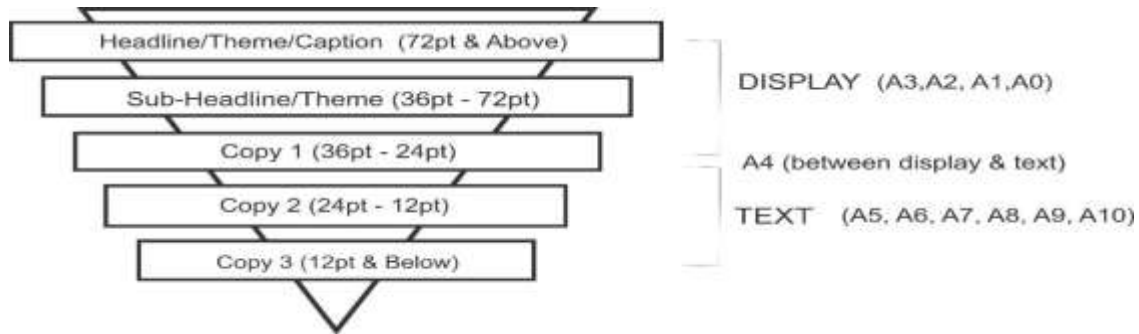 Headline/Theme/Caption (72pt & Above)
Sub-Headline/Theme (36pt - 72pt)
Copy 1 (36pt - 24pt)
Copy 2 (24pt - 12pt)
Copy 3 (12pt & Below)
DISPLAY (A3,A2, A1,A0)
A4 (between display & text)
TEXT (A5, A6, A7, A8, A9, A10)